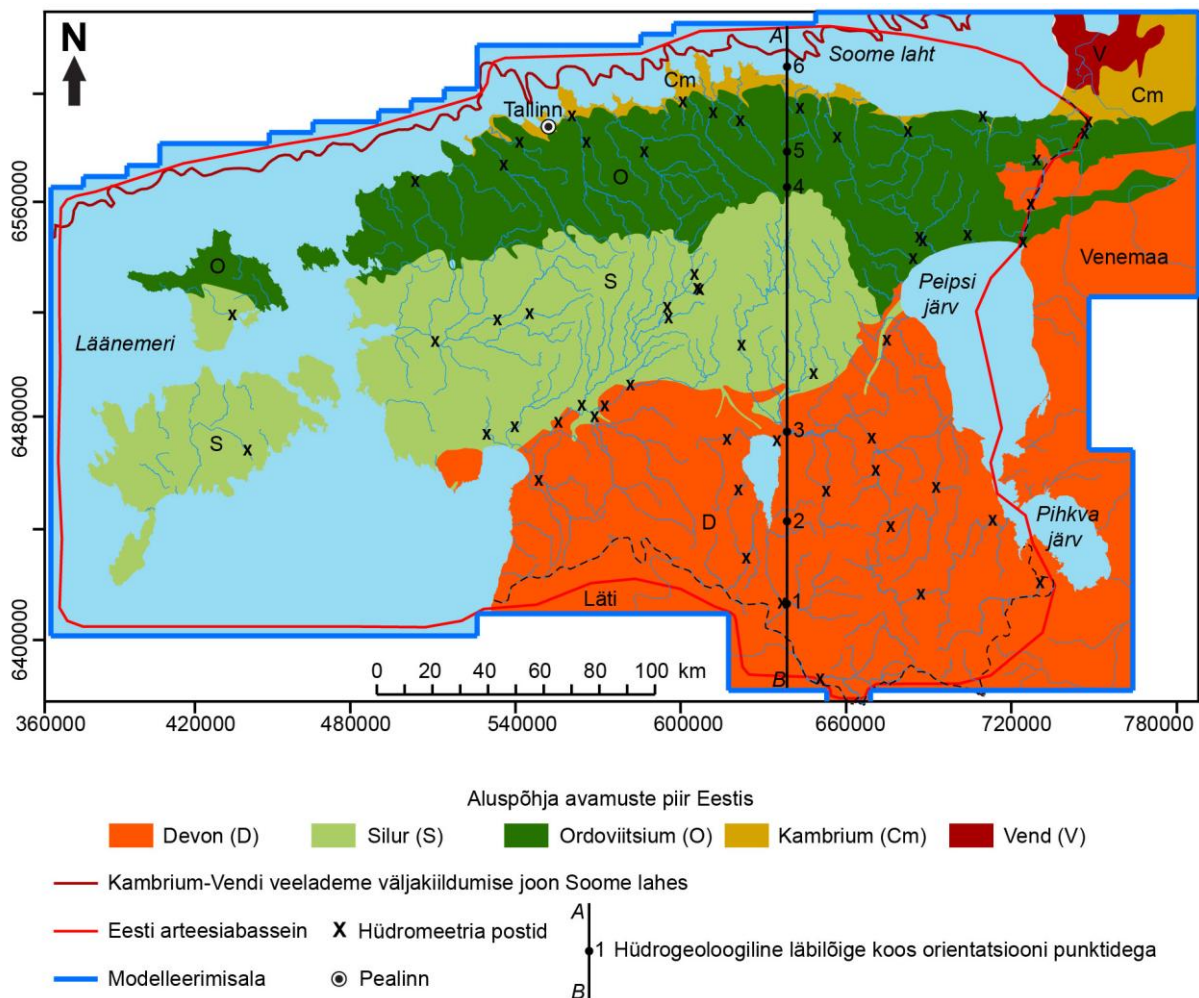 N
A
6
Soome laht
V
Cm
Cm
Tallinn
5
O
4
6560000
O
S
Peipsi
järv
Venemaa
Läänemeri
6480000
S
3
D
2
Pihkva
järv
1
Läti
6400000
0 20 40 60 80 100 km
B
360000 420000 480000 540000 600000 660000 720000 780000
Aluspõhja avamuste piir Eestis
Devon (D) Silur (S) Ordoviitsium (O) Kambrium (Cm) Vend (V)
Kambrium-Vendi veelademe väljakiildumise joon Soome lahes
Eesti arteesiabassein X Hüdromeetria postid
A
1 Hüdrogeoloogiline läbilõige koos orientatsiooni punktidega
B
Modelleerimisala Pealinn